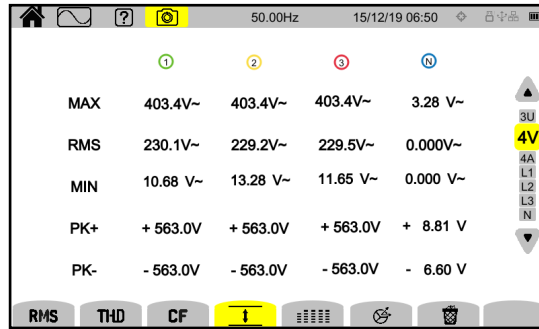 ? 50.00Hz 15/12/19 06:50
1 2 3 N
MAX 403.4V~ 403.4V~ 403.4V~ 3.28 V~
3U
RMS 230.1V~ 229.2V~ 229.5V~ 0.000V~
4V
4A
L1
MIN 10.68 V~ 13.28 V~ 11.65 V~ 0.000 V~
L2
L3
N
PK+ + 563.0V + 563.0V + 563.0V + 8.81 V
PK- - 563.0V - 563.0V - 563.0V - 6.60 V
RMS THD CF